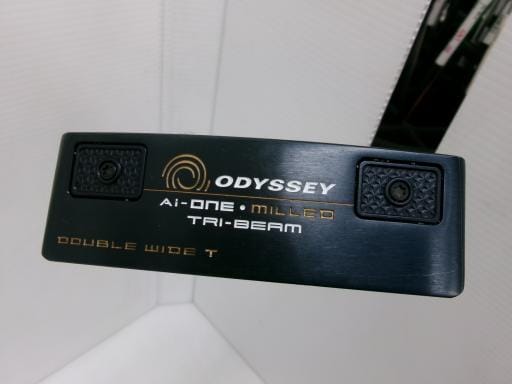 ODYSSEY
Ai-ONE • MILLED
TRI-BEAM
DOUBLE WIDE T